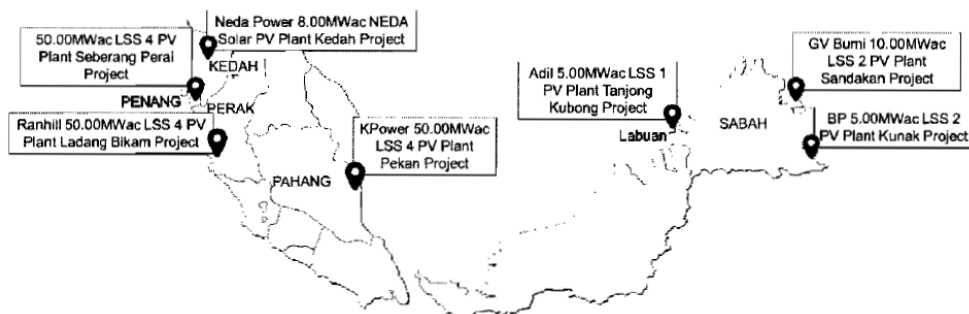 Neda Power 8.00MWac NEDA
Solar PV Plant Kedah Project
50.00MWac LSS 4 PV
Plant Seberang Perai
Project
KEDAH
PENANG
PERAK
Ranhill 50.00MWac LSS 4 PV
Plant Ladang Bikam Project
KPower 50.00MWac
LSS 4 PV Plant
Pekan Project
PAHANG
Adil 5.00MWac LSS 1
PV Plant Tanjong
Kubong Project
Labuan
SABAH
GV Bumi 10.00MWac
LSS 2 PV Plant
Sandakan Project
BP 5.00MWac LSS 2
PV Plant Kunak Project